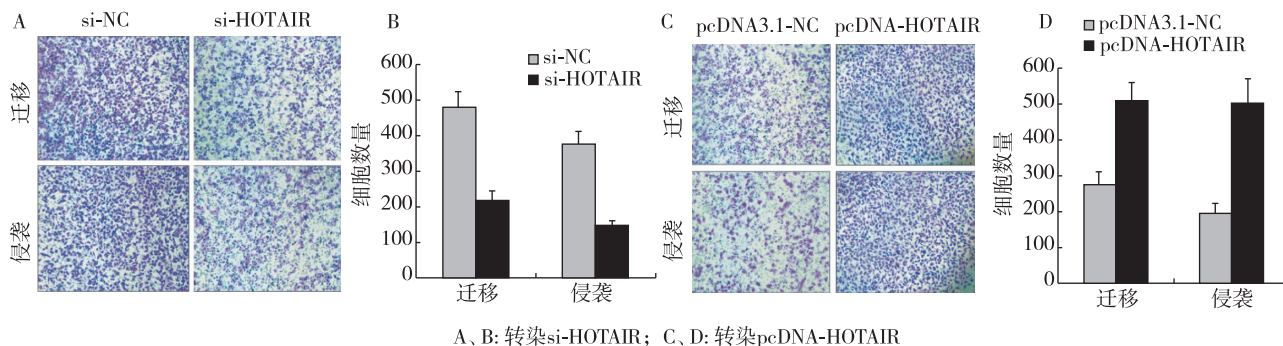 A
si-NC
si-HOTAIR
迁移
侵袭
B
si-NC
si-HOTAIR
细胞数量
600
500
400
300
200
100
0
迁移
侵袭
C
pcDNA3.1-NC
pcDNA-HOTAIR
迁移
侵袭
D
pcDNA3.1-NC
pcDNA-HOTAIR
细胞数量
600
500
400
300
200
100
0
迁移
侵袭
A、B: 转染si-HOTAIR; C、D: 转染pcDNA-HOTAIR